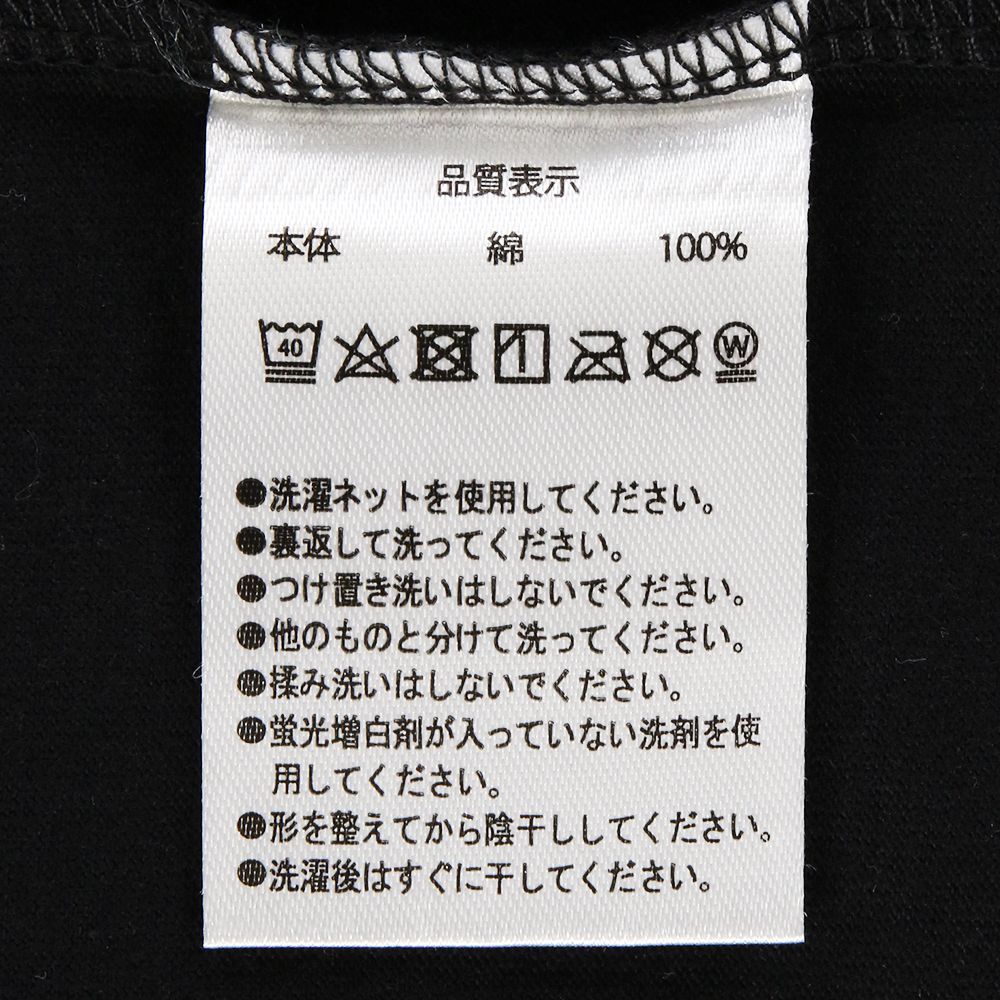 品質表示
本体 綿 100%
40 W
●洗濯ネットを使用してください。
●裏返して洗ってください。
●つけ置き洗いはしないでください。
●他のものと分けて洗ってください。
●揉み洗いはしないでください。
●蛍光増白剤が入っていない洗剤を使
用してください。
●形を整えてから陰干ししてください。
●洗濯後はすぐに干してください。